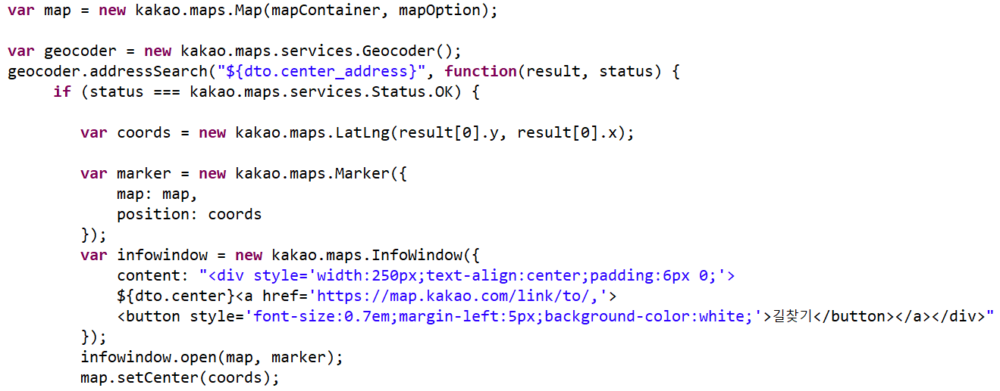 var map = new kakao.maps.Map(mapContainer, mapOption);
var geocoder = new kakao.maps.services.Geocoder();
geocoder.addressSearch("${dto.center_address}", function(result, status) {
if (status === kakao.maps.services.Status.OK) {
var coords = new kakao.maps.LatLng(result[0].y, result[0].x);
var marker = new kakao.maps.Marker({
map: map,
position: coords
});
var infowindow = new kakao.maps.InfoWindow({
content: "<div style='width:250px;text-align:center;padding:6px 0;'>
${dto.center}<a href='https://map.kakao.com/link/to/,'>
<button style='font-size:0.7em;margin-left:5px;background-color:white;'>길찾기</button></a></div>"
});
infowindow.open(map, marker);
map.setCenter(coords);